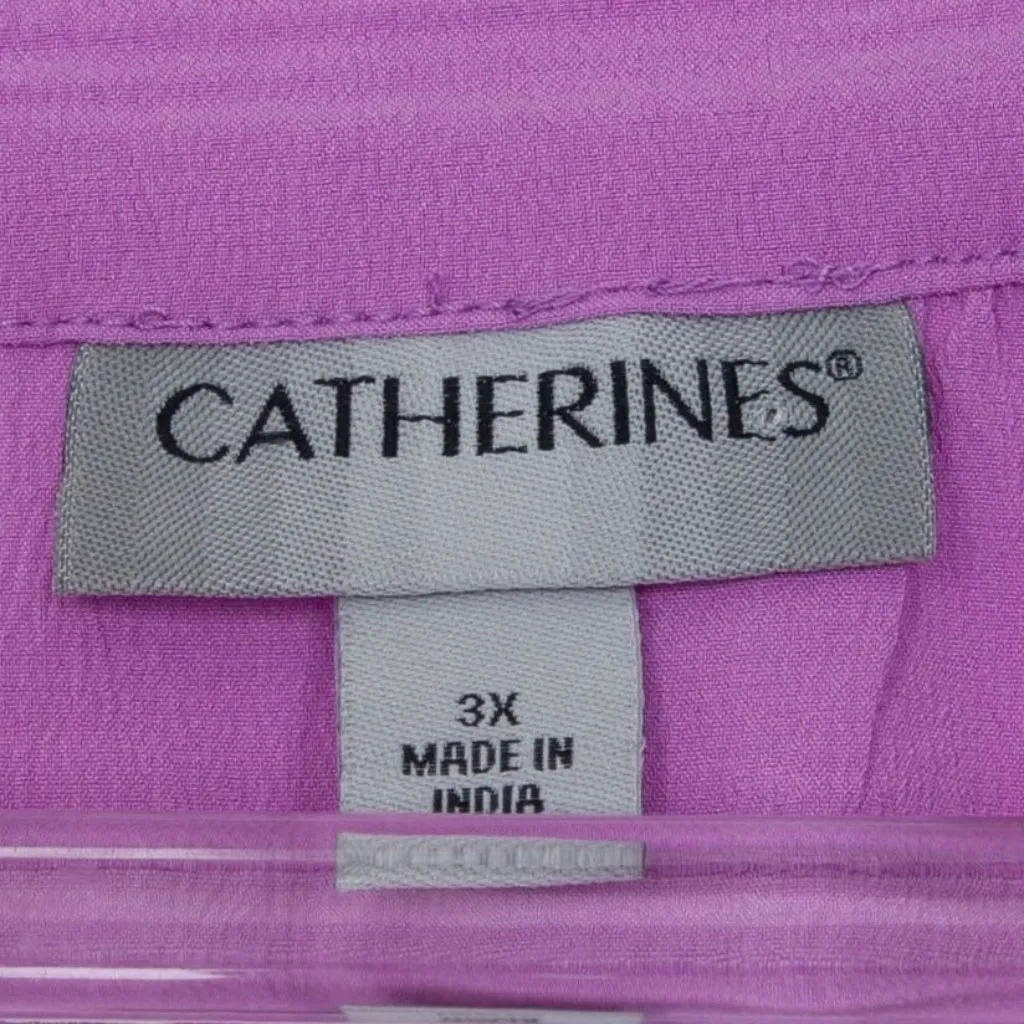 CATHERINES®
3X
MADE IN
INDIA